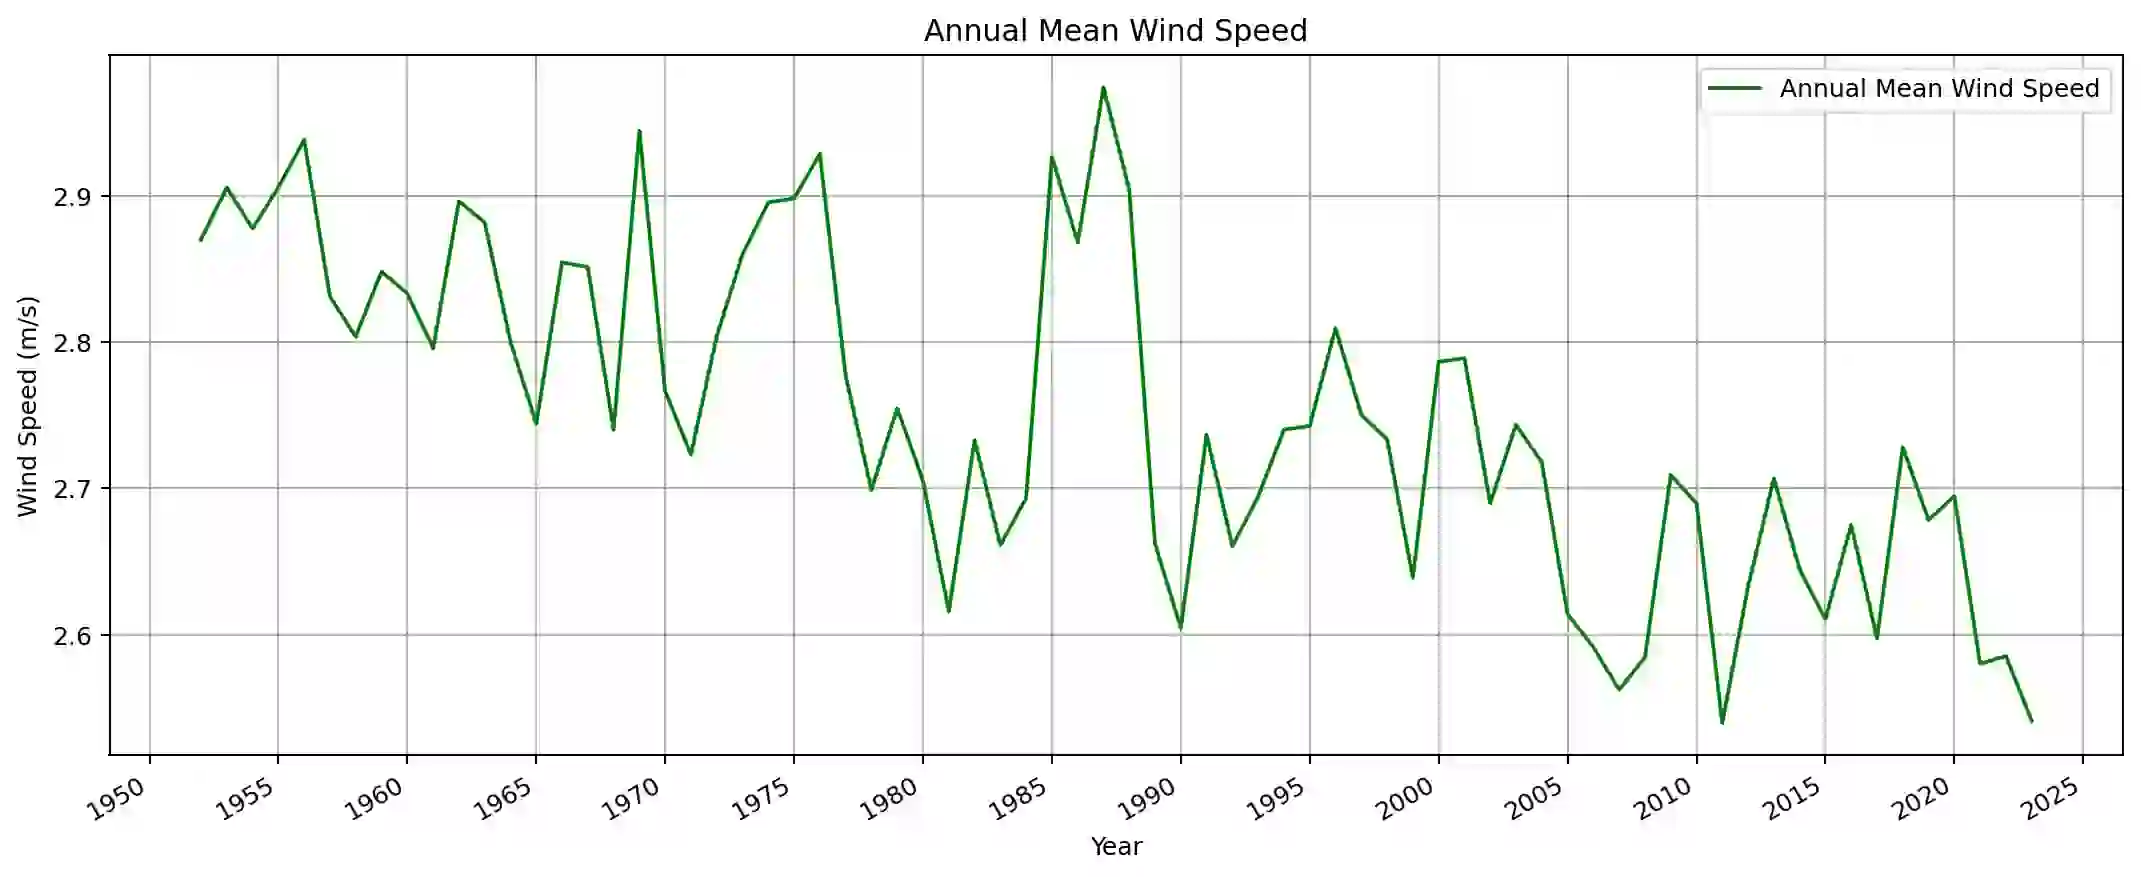 Annual Mean Wind Speed
Annual Mean Wind Speed
Wind Speed (m/s)
2.9
2.8
2.7
2.6
1950 1955 1960 1965 1970 1975 1980 1985 1990 1995 2000 2005 2010 2015 2020 2025
Year